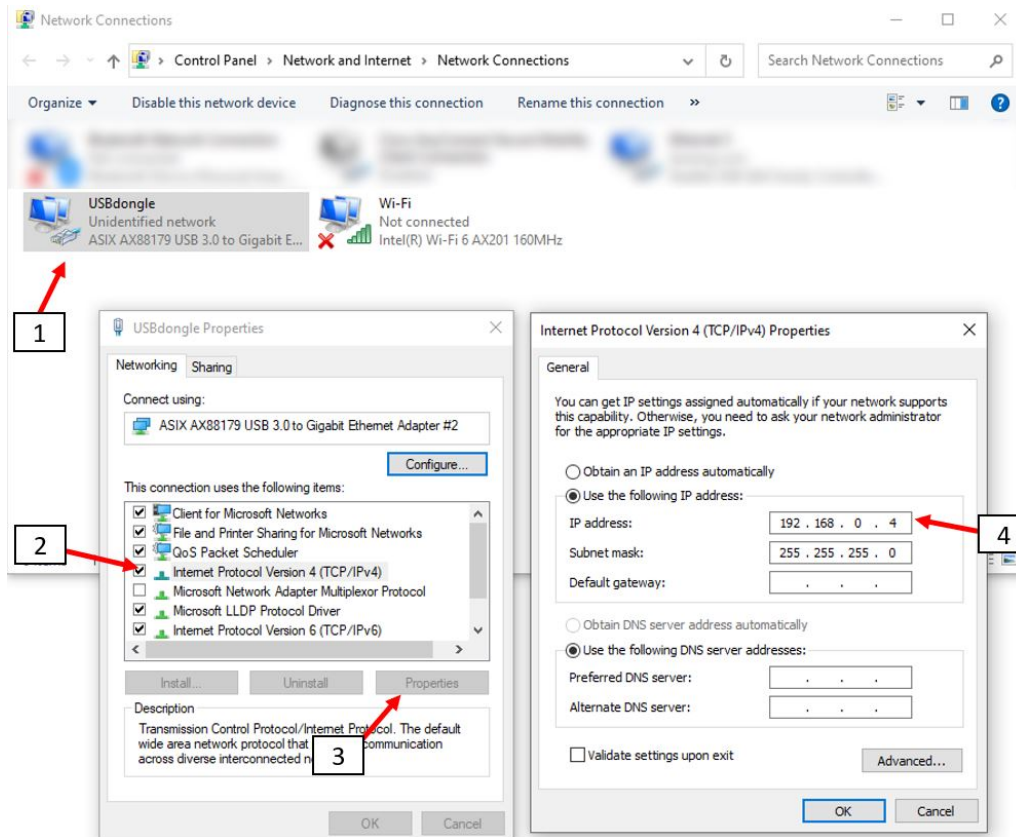 Network Connections
Control Panel > Network and Internet > Network Connections
Search Network Connections
Organize
Disable this network device
Diagnose this connection
Rename this connection
»
USBdongle
Unidentified network
ASIX AX88179 USB 3.0 to Gigabit E...
Wi-Fi
Not connected
Intel(R) Wi-Fi 6 AX201 160MHz
1
USBdongle Properties
Networking
Sharing
Connect using:
ASIX AX88179 USB 3.0 to Gigabit Ethernet Adapter #2
Configure...
This connection uses the following items:
Client for Microsoft Networks
File and Printer Sharing for Microsoft Networks
QoS Packet Scheduler
2
Internet Protocol Version 4 (TCP/IPv4)
Microsoft Network Adapter Multiplexor Protocol
Microsoft LLDP Protocol Driver
Internet Protocol Version 6 (TCP/IPv6)
Install...
Uninstall
Properties
Description
Transmission Control Protocol/Internet Protocol. The default
wide area network protocol that communication
across diverse interconnected
3
OK
Cancel
Internet Protocol Version 4 (TCP/IPv4) Properties
General
You can get IP settings assigned automatically if your network supports
this capability. Otherwise, you need to ask your network administrator
for the appropriate IP settings.
Obtain an IP address automatically
Use the following IP address:
IP address:
192 . 168 . 0 . 4
4
Subnet mask:
255 . 255 . 255 . 0
Default gateway:
. . .
Obtain DNS server address automatically
Use the following DNS server addresses:
Preferred DNS server:
. . .
Alternate DNS server:
. . .
Validate settings upon exit
Advanced...
OK
Cancel